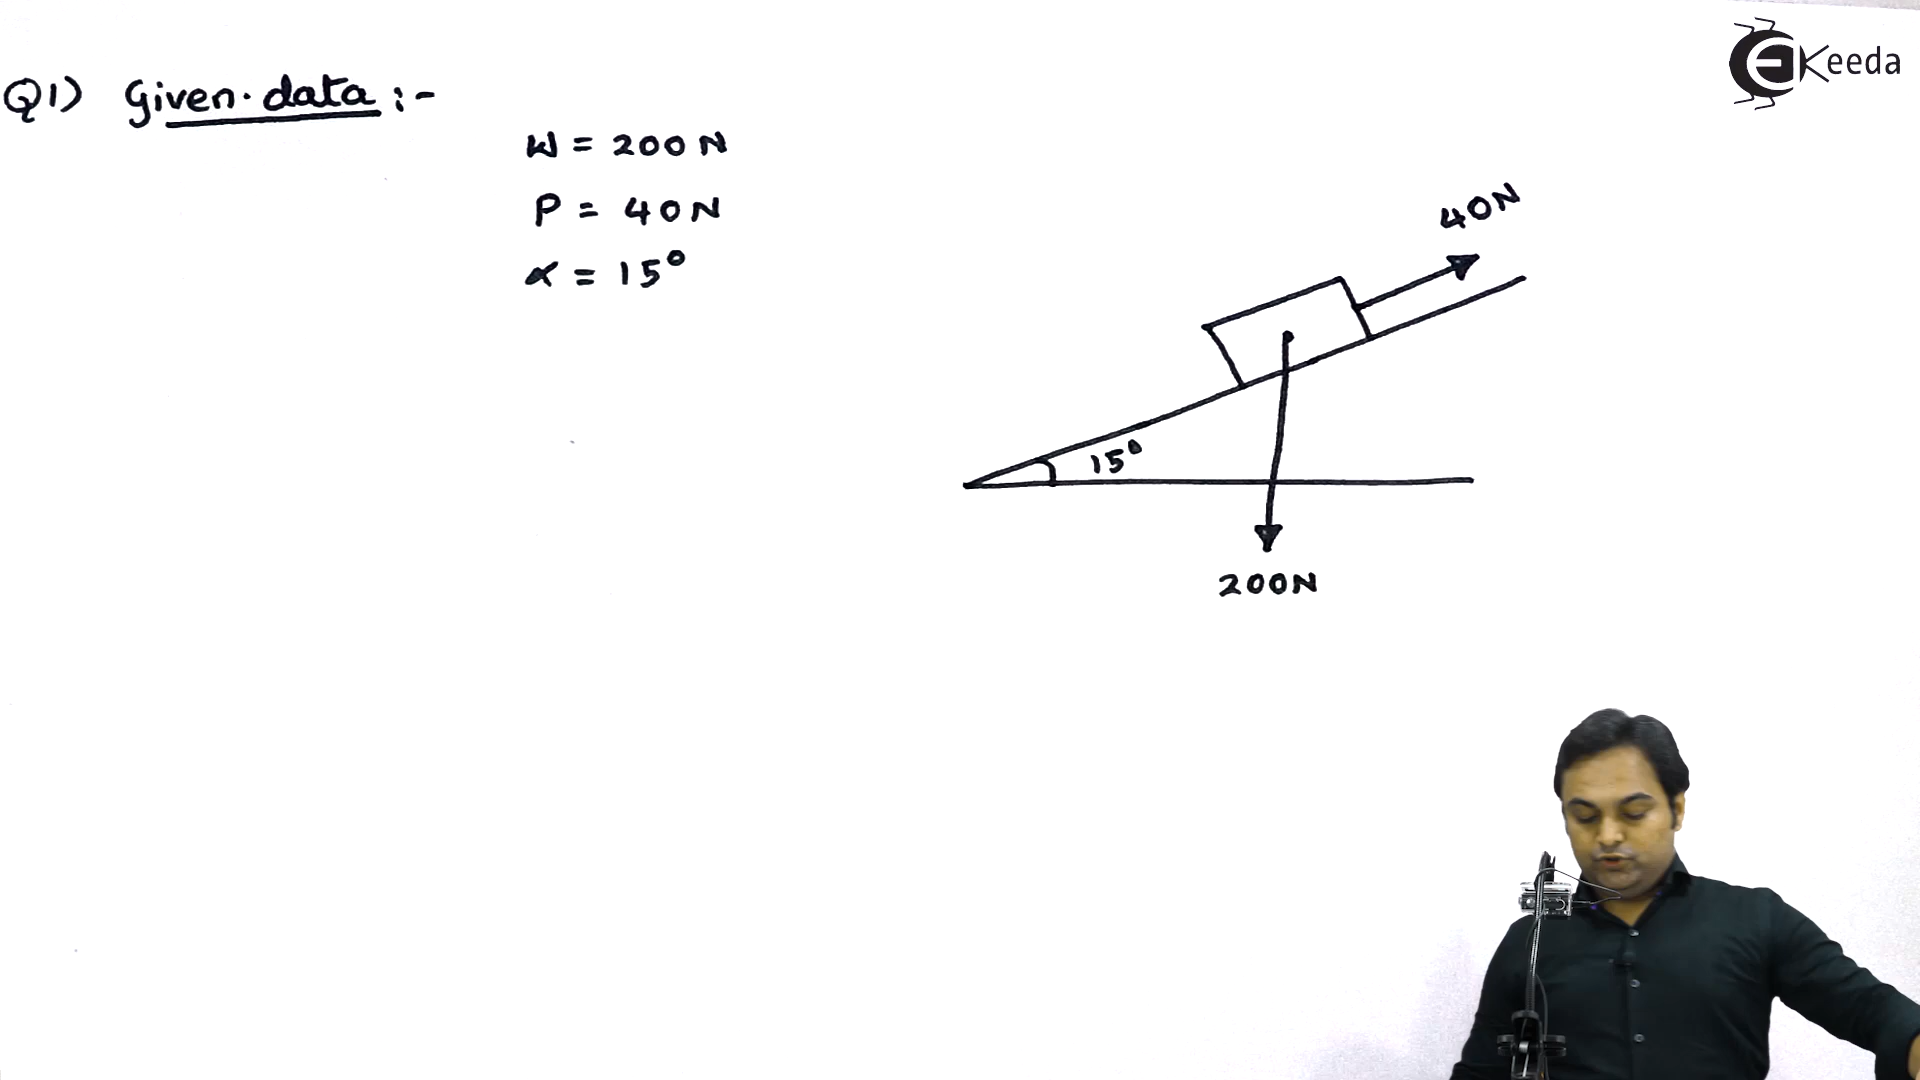 Q1) Given data :-
W = 200 N
P = 40 N
α = 15°
40N
15°
200N
EKeeda